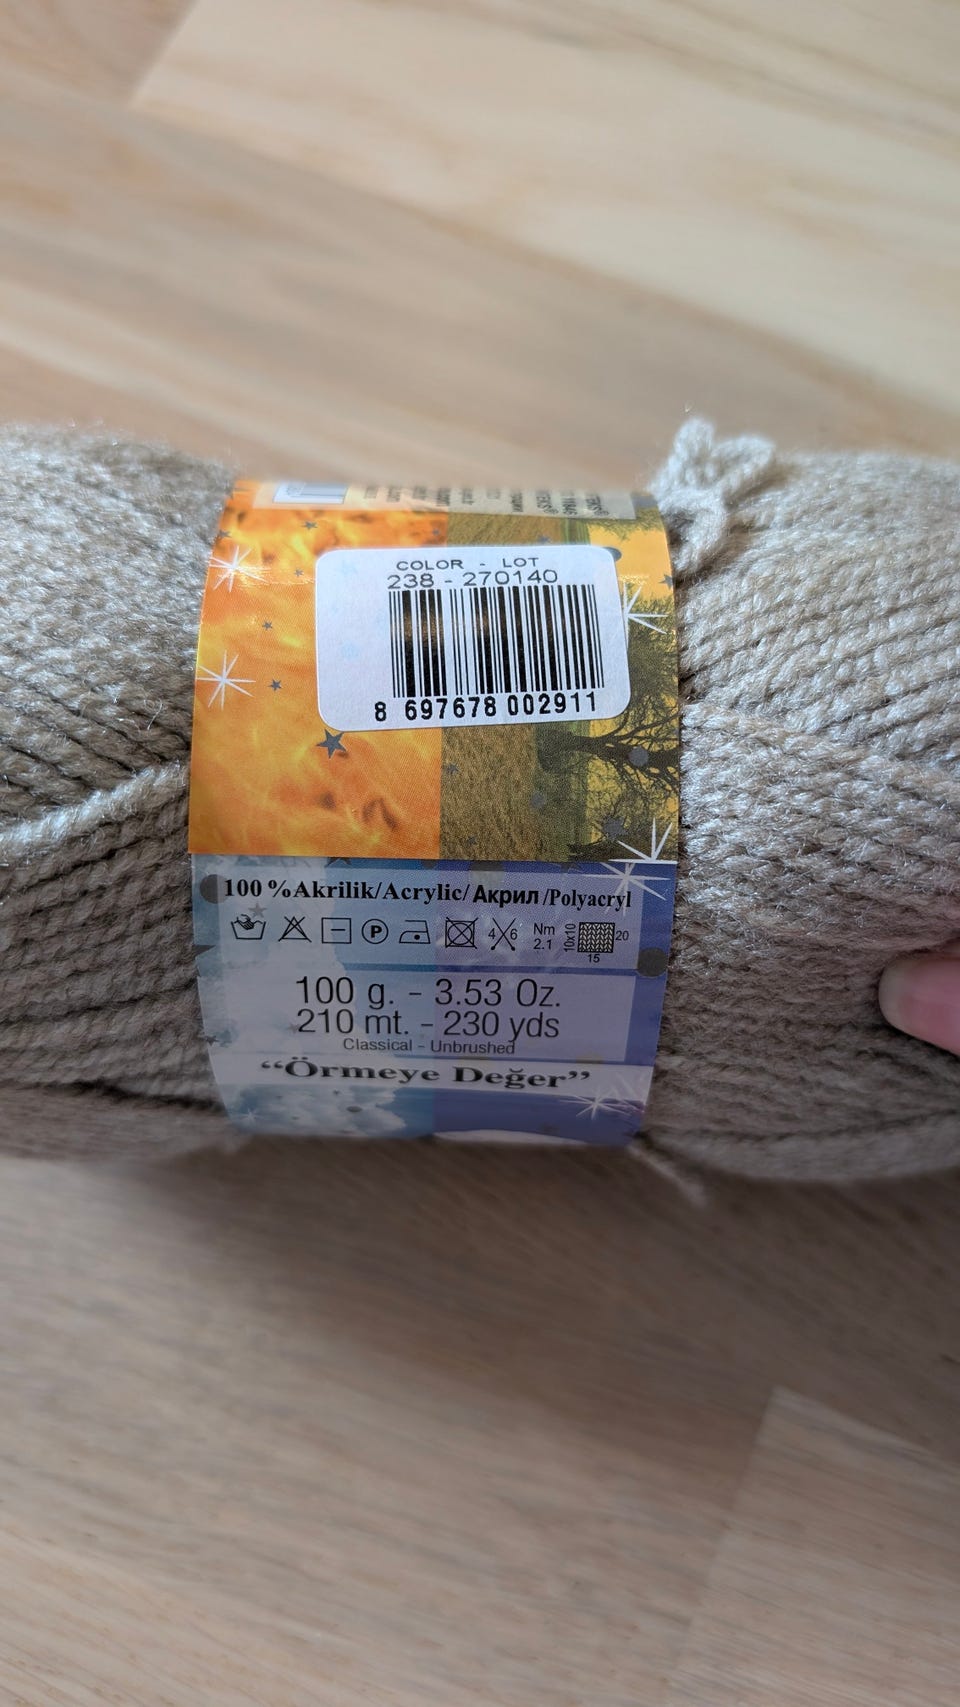 COLOR - LOT
238 - 270140
8 697678 002911
100 %Akrilik/Acrylic/Акрил/Polyacryl
P
4 6
Nm
2.1
10x10
20
15
100 g. - 3.53 Oz.
210 mt. - 230 yds
Classical - Unbrushed
“Örmeye Değer”